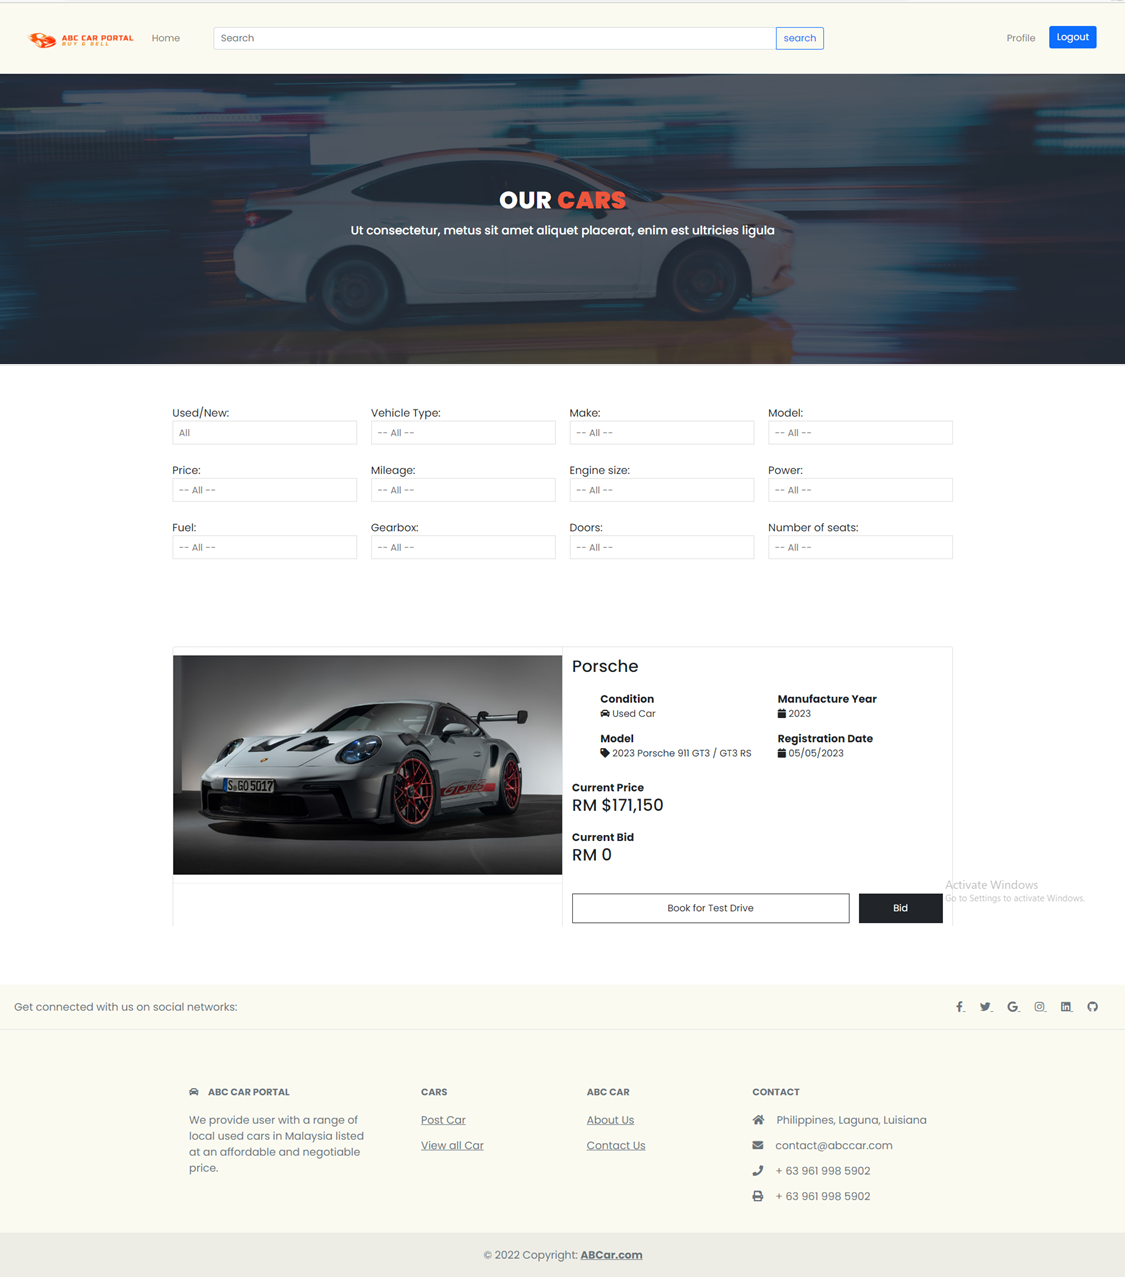 ABC CAR PORTAL
BUY & SELL
Home
Search
search
Profile
Logout
OUR CARS
Ut consectetur, metus sit amet aliquet placerat, enim est ultricies ligula
Used/New:
Vehicle Type:
Make:
Model:
All
-- All --
-- All --
-- All --
Price:
Mileage:
Engine size:
Power:
-- All --
-- All --
-- All --
-- All --
Fuel:
Gearbox:
Doors:
Number of seats:
-- All --
-- All --
-- All --
-- All --
S GO 5017
GT3 RS
Porsche
Condition
Used Car
Manufacture Year
2023
Model
2023 Porsche 911 GT3 / GT3 RS
Registration Date
05/05/2023
Current Price
RM $171,150
Current Bid
RM 0
Book for Test Drive
Bid
Activate Windows
Go to Settings to activate Windows.
Get connected with us on social networks:
ABC CAR PORTAL
We provide user with a range of
local used cars in Malaysia listed
at an affordable and negotiable
price.
CARS
Post Car
View all Car
ABC CAR
About Us
Contact Us
CONTACT
Philippines, Laguna, Luisiana
contact@abccar.com
+ 63 961 998 5902
+ 63 961 998 5902
© 2022 Copyright: ABCar.com